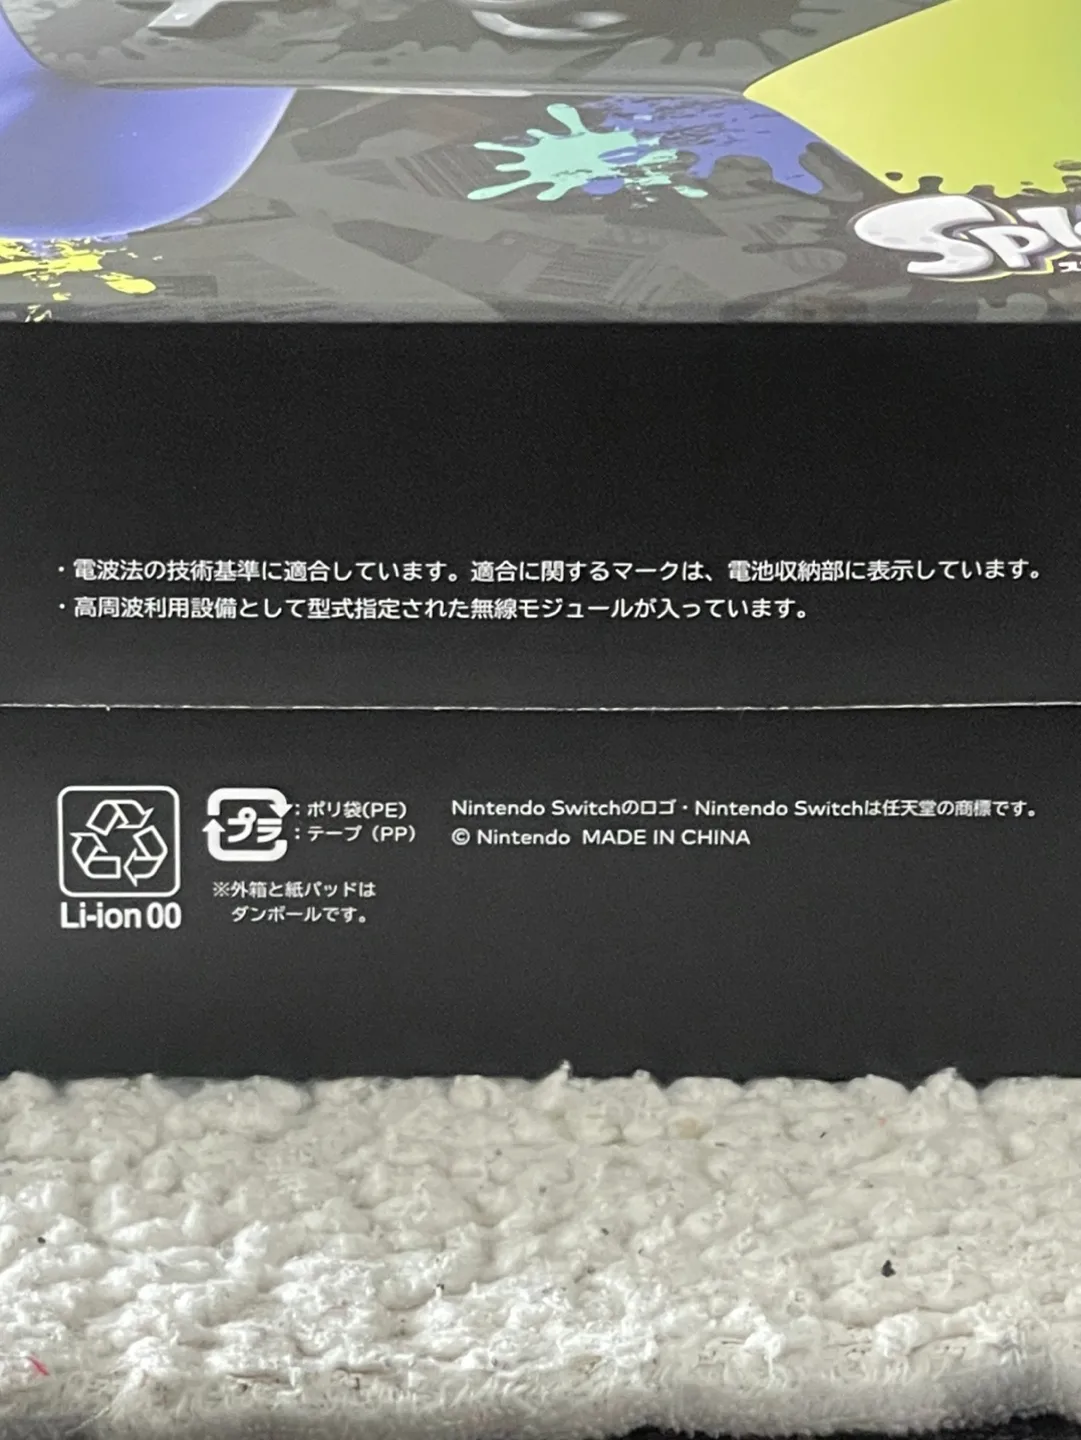 ・電波法の技術基準に適合しています。適合に関するマークは、電池収納部に表示しています。
・高周波利用設備として型式指定された無線モジュールが入っています。
Li-ion 00
プラ
：ポリ袋(PE)
：テープ（PP）
※外箱と紙パッドは
ダンボールです。
Nintendo Switchのロゴ・Nintendo Switchは任天堂の商標です。
© Nintendo MADE IN CHINA